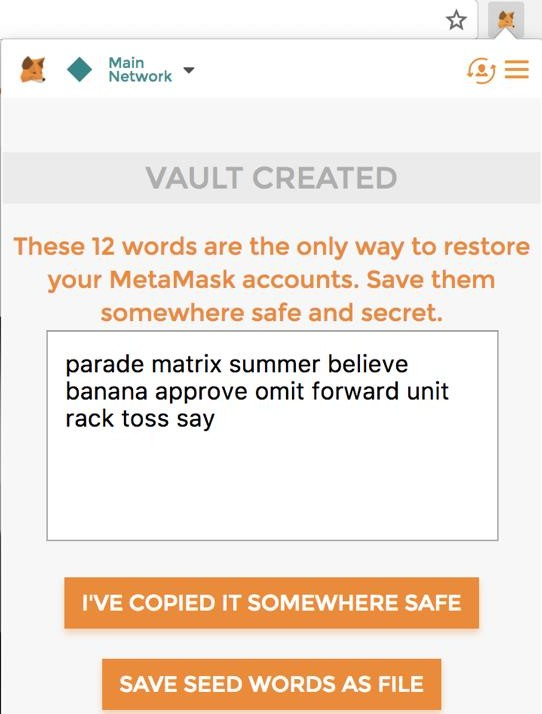 Main
Network
VAULT CREATED
These 12 words are the only way to restore
your MetaMask accounts. Save them
somewhere safe and secret.
parade matrix summer believe
banana approve omit forward unit
rack toss say
I'VE COPIED IT SOMEWHERE SAFE
SAVE SEED WORDS AS FILE